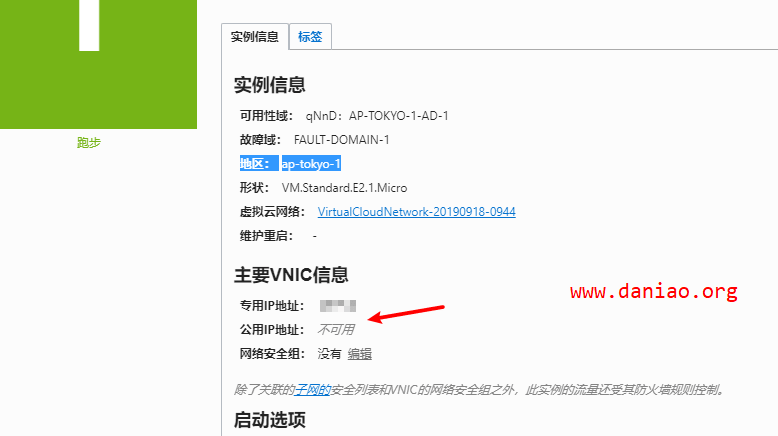 跑步
实例信息 标签
实例信息
可用性域： qNnD：AP-TOKYO-1-AD-1
故障域： FAULT-DOMAIN-1
地区： ap-tokyo-1
形状： VM.Standard.E2.1.Micro
虚拟云网络： VirtualCloudNetwork-20190918-0944
维护重启： -
主要VNIC信息
专用IP地址：
www.daniao.org
公用IP地址： 不可用
网络安全组： 没有 编辑
除了关联的子网的安全列表和VNIC的网络安全组之外，此实例的流量还受其防火墙规则控制。
启动选项